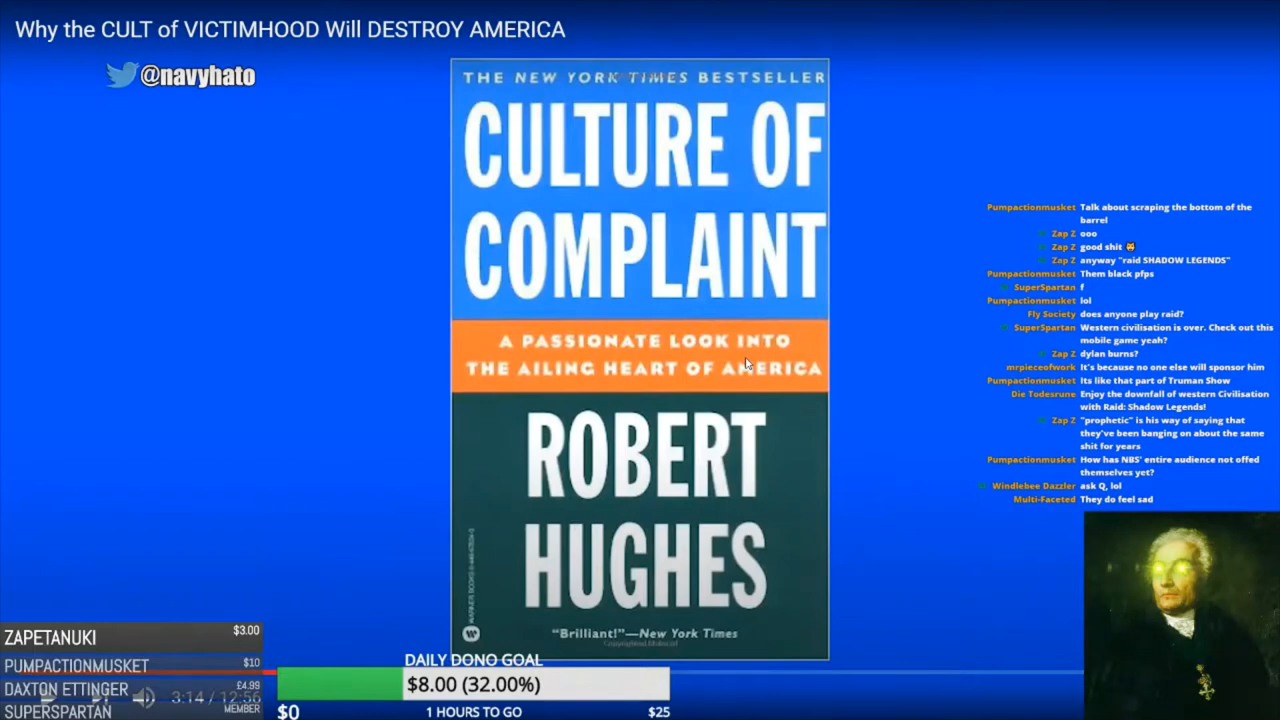 Why the CULT of VICTIMHOOD Will DESTROY AMERICA
@navyhato
THE NEW YORK TIMES BESTSELLER
CULTURE OF
COMPLAINT
A PASSIONATE LOOK INTO
THE AILING HEART OF AMERICA
ROBERT
HUGHES
"Brilliant!"—New York Times
Pumpactionmusket Talk about scraping the bottom of the
barrel
Zap Z ooo
Zap Z good shit
Zap Z anyway "raid SHADOW LEGENDS"
Pumpactionmusket Them black pfps
SuperSpartan f
Pumpactionmusket lol
Fly Society does anyone play raid?
SuperSpartan Western civilisation is over. Check out this
mobile game yeah?
Zap Z dylan burns?
mrpieceofwork It's because no one else will sponsor him
Pumpactionmusket Its like that part of Truman Show
Die Todesrune Enjoy the downfall of western Civilisation
with Raid: Shadow Legends!
Zap Z "prophetic" is his way of saying that
they've been banging on about the same
shit for years
Pumpactionmusket How has NBS' entire audience not offed
themselves yet?
Windlebee Dazzler ask Q, lol
Multi-Faceted They do feel sad
ZAPETANUKI $3.00
PUMPACTIONMUSKET $10
DAXTON ETTINGER £4.99
3:14 / 12:56
SUPERSPARTAN MEMBER
DAILY DONO GOAL
$8.00 (32.00%)
$0 1 HOURS TO GO $25